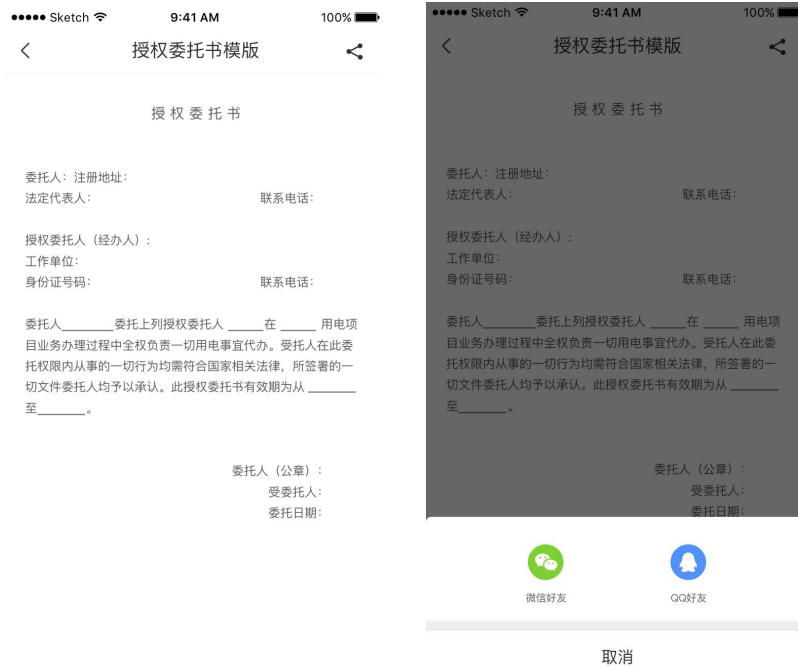 Sketch 9:41 AM 100%
授权委托书模版
授 权 委 托 书
委托人：注册地址：
法定代表人： 联系电话：
授权委托人（经办人）：
工作单位：
身份证号码： 联系电话：
委托人________委托上列授权委托人 ______在 ______ 用电项
目业务办理过程中全权负责一切用电事宜代办。受托人在此委
托权限内从事的一切行为均需符合国家相关法律，所签署的一
切文件委托人均予以承认。此授权委托书有效期为从 ________
至________。
委托人（公章）：
受委托人：
委托日期：
Sketch 9:41 AM 100%
授权委托书模版
授 权 委 托 书
委托人：注册地址：
法定代表人： 联系电话：
授权委托人（经办人）：
工作单位：
身份证号码： 联系电话：
委托人________委托上列授权委托人 ______在 ______ 用电项
目业务办理过程中全权负责一切用电事宜代办。受托人在此委
托权限内从事的一切行为均需符合国家相关法律，所签署的一
切文件委托人均予以承认。此授权委托书有效期为从 ________
至________。
委托人（公章）：
受委托人：
委托日期：
微信好友 QQ好友
取消